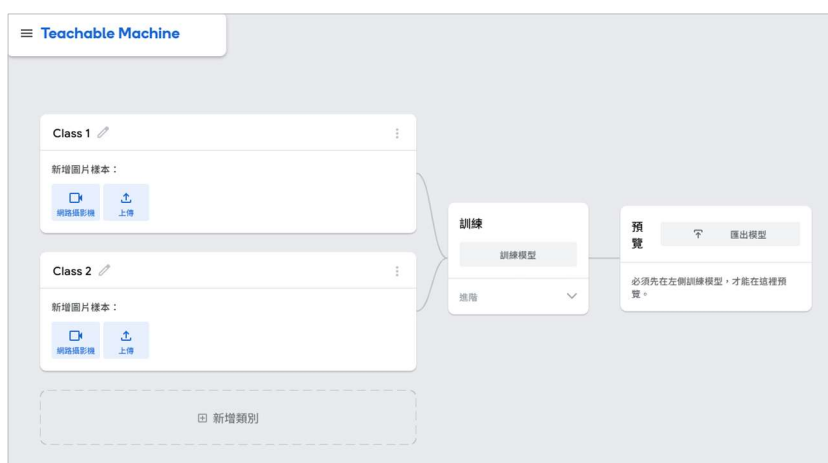 Teachable Machine
Class 1
新增圖片樣本：
網路攝影機
上傳
Class 2
新增圖片樣本：
網路攝影機
上傳
新增類別
訓練
訓練模型
進階
預
覽
匯出模型
必須先在左側訓練模型，才能在這裡預
覽。